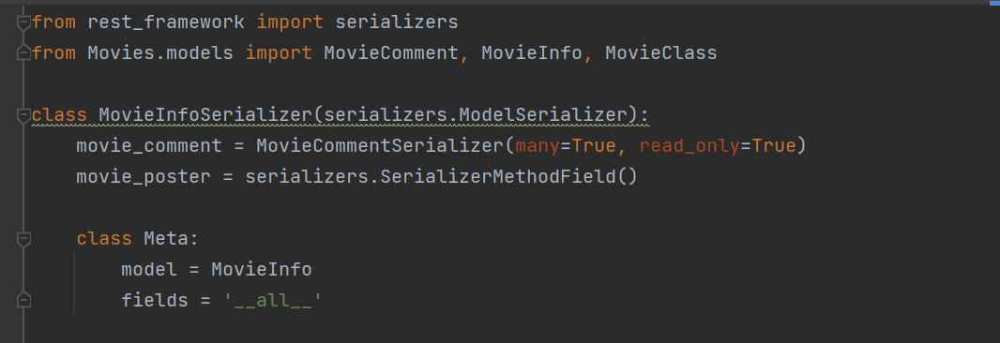 from rest_framework import serializers
from Movies.models import MovieComment, MovieInfo, MovieClass
class MovieInfoSerializer(serializers.ModelSerializer):
    movie_comment = MovieCommentSerializer(many=True, read_only=True)
    movie_poster = serializers.SerializerMethodField()
    class Meta:
        model = MovieInfo
        fields = '__all__'